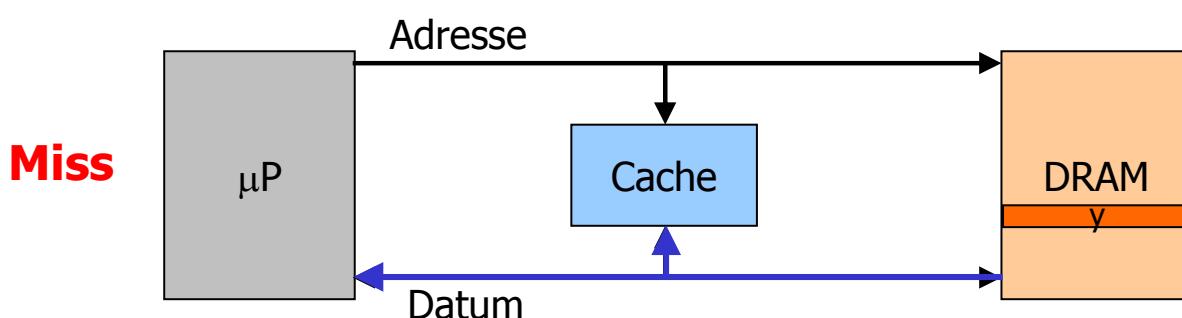 Adresse
Miss
μP
Cache
DRAM
y
Datum